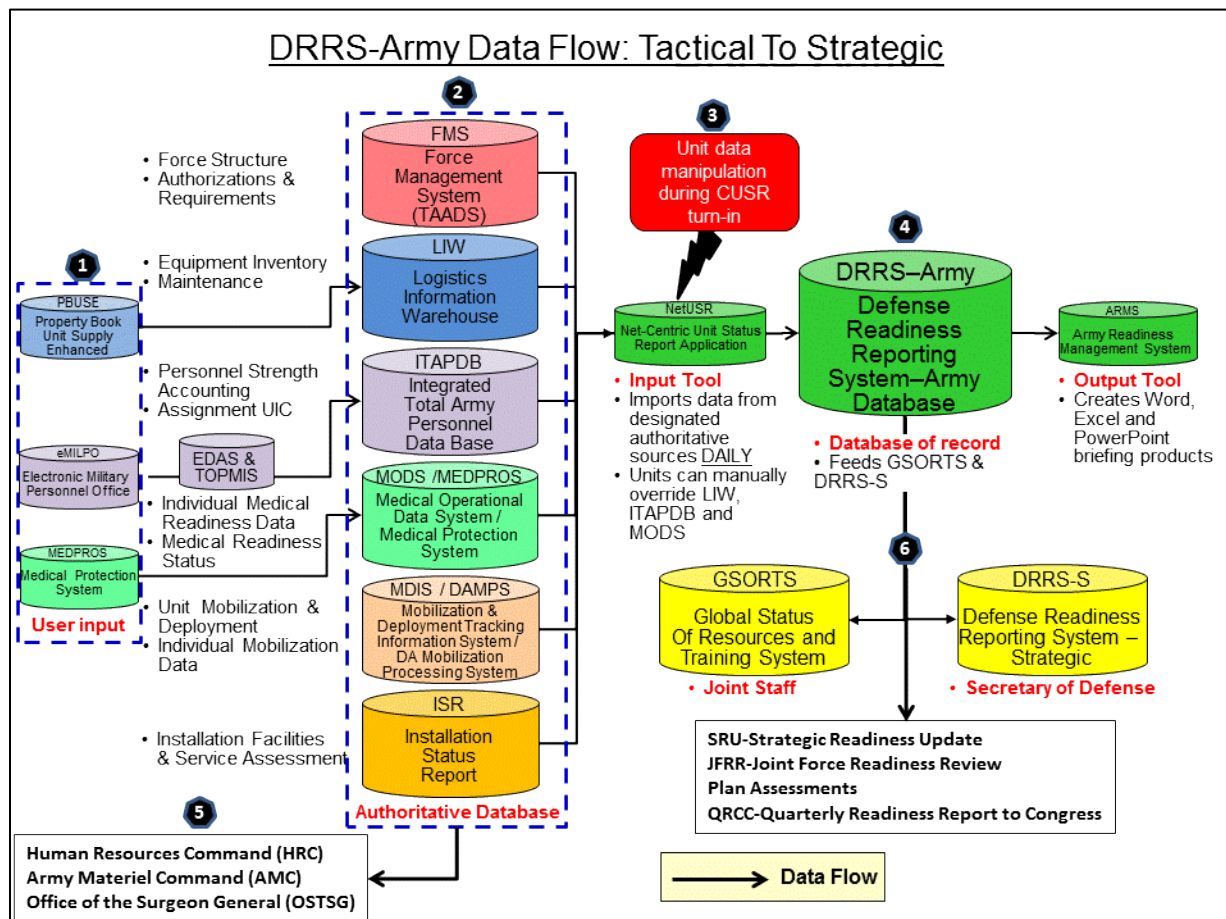 DRRS-Army Data Flow: Tactical To Strategic
1
PBUSE
Property Book
Unit Supply
Enhanced
eMILPO
Electronic Military
Personnel Office
MEDPROS
Medical Protection
System
User input
• Force Structure
• Authorizations &
Requirements
• Equipment Inventory
• Maintenance
• Personnel Strength
Accounting
• Assignment UIC
EDAS &
TOPMIS
• Individual Medical
Readiness Data
• Medical Readiness
Status
• Unit Mobilization &
Deployment
• Individual Mobilization
Data
• Installation Facilities
& Service Assessment
2
FMS
Force
Management
System
(TAADS)
LIW
Logistics
Information
Warehouse
ITAPDB
Integrated
Total Army
Personnel
Data Base
MODS /MEDPROS
Medical Operational
Data System /
Medical Protection
System
MDIS / DAMPS
Mobilization &
Deployment Tracking
Information System /
DA Mobilization
Processing System
ISR
Installation
Status
Report
Authoritative Database
3
Unit data
manipulation
during CUSR
turn-in
NetUSR
Net-Centric Unit Status
Report Application
• Input Tool
• Imports data from
designated
authoritative
sources DAILY
• Units can manually
override LIW,
ITAPDB and
MODS
4
DRRS–Army
Defense
Readiness
Reporting
System–Army
Database
• Database of record
• Feeds GSORTS &
DRRS-S
ARMS
Army Readiness
Management System
• Output Tool
• Creates Word,
Excel and
PowerPoint
briefing products
6
GSORTS
Global Status
Of Resources and
Training System
• Joint Staff
DRRS-S
Defense Readiness
Reporting System –
Strategic
• Secretary of Defense
SRU-Strategic Readiness Update
JFRR-Joint Force Readiness Review
Plan Assessments
QRCC-Quarterly Readiness Report to Congress
5
Human Resources Command (HRC)
Army Materiel Command (AMC)
Office of the Surgeon General (OSTSG)
Data Flow